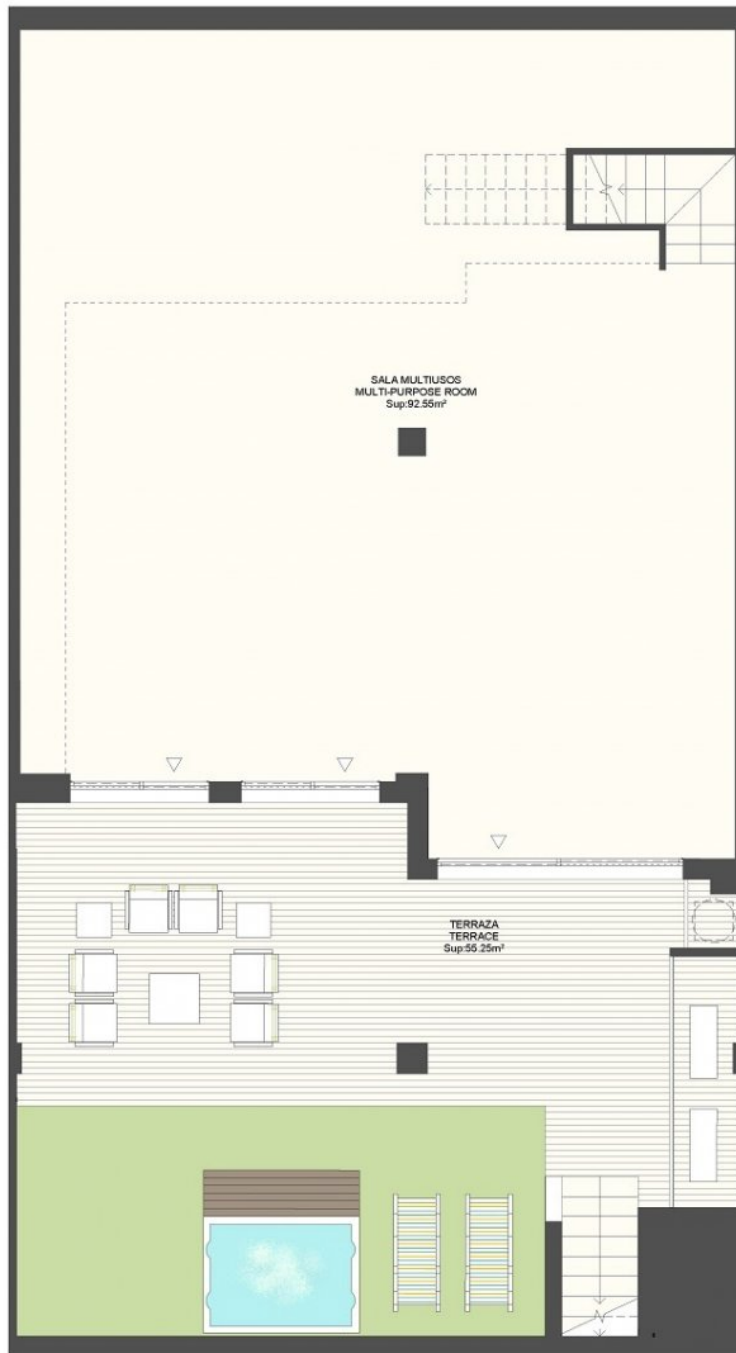 SALA MULTIUSOS
MULTI-PURPOSE ROOM
Sup:92.55m²
TERRAZA
TERRACE
Sup:55.25m²